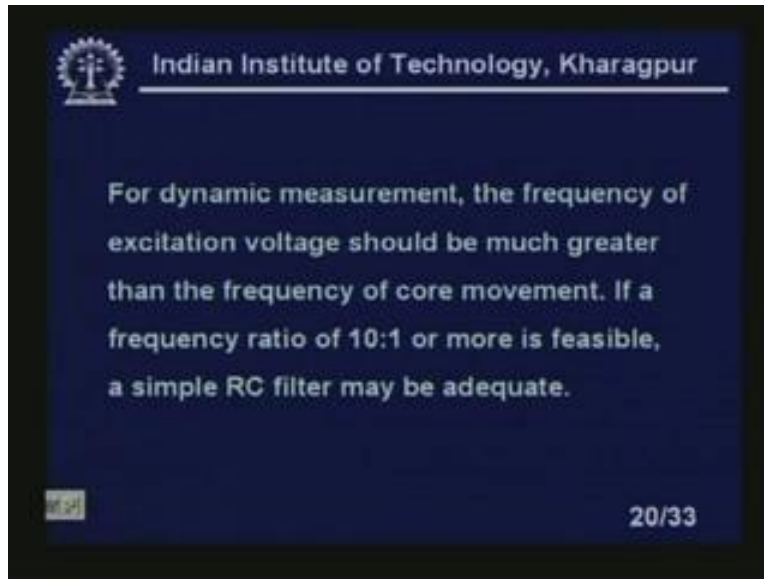 Indian Institute of Technology, Kharagpur
For dynamic measurement, the frequency of
excitation voltage should be much greater
than the frequency of core movement. If a
frequency ratio of 10:1 or more is feasible,
a simple RC filter may be adequate.
20/33